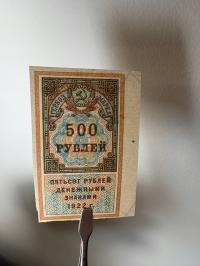 500
РУБЛЕЙ
ПЯТЬСОТ РУБЛЕЙ
ДЕНЕЖНЫМИ
ЗНАКАМИ
1922 г.